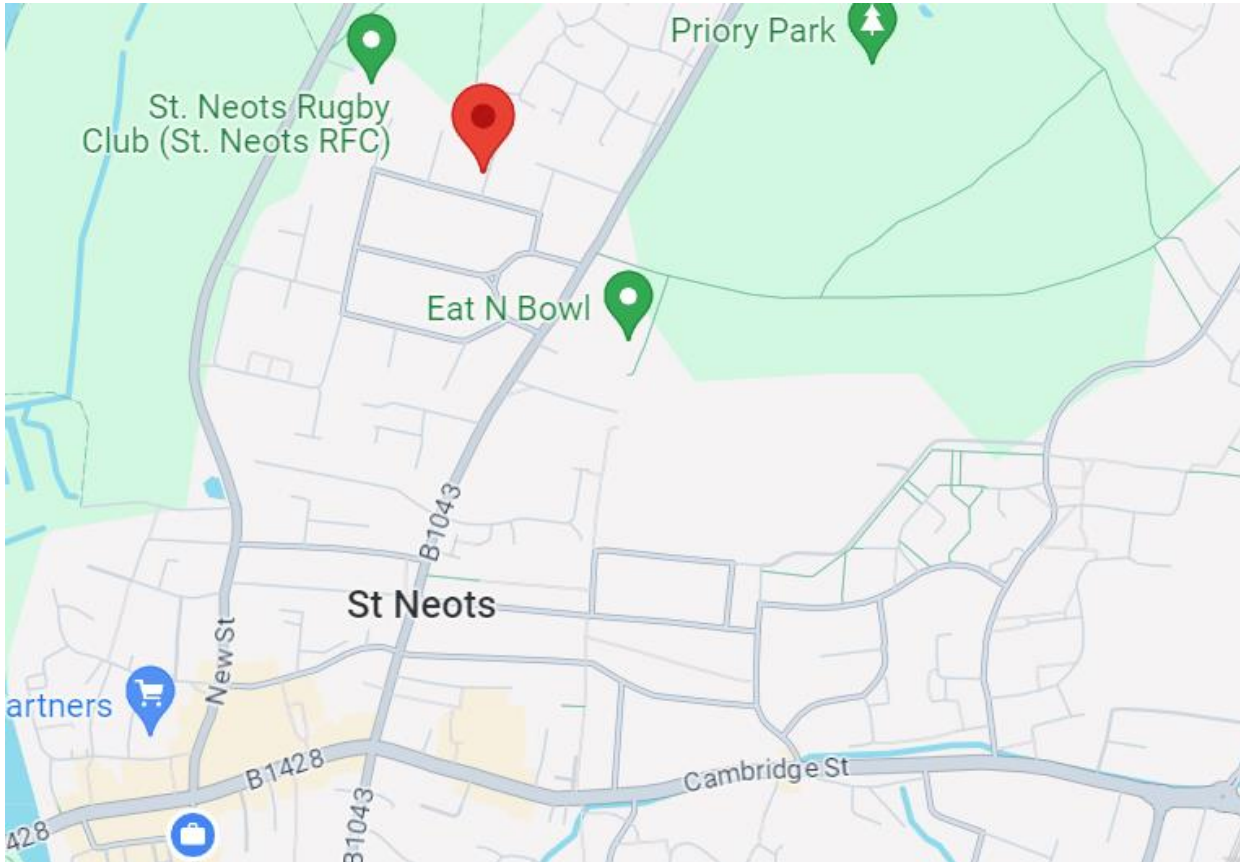 Priory Park
St. Neots Rugby
Club (St. Neots RFC)
Eat N Bowl
B1043
St Neots
New St
artners
B1428
Cambridge St
428
B1043